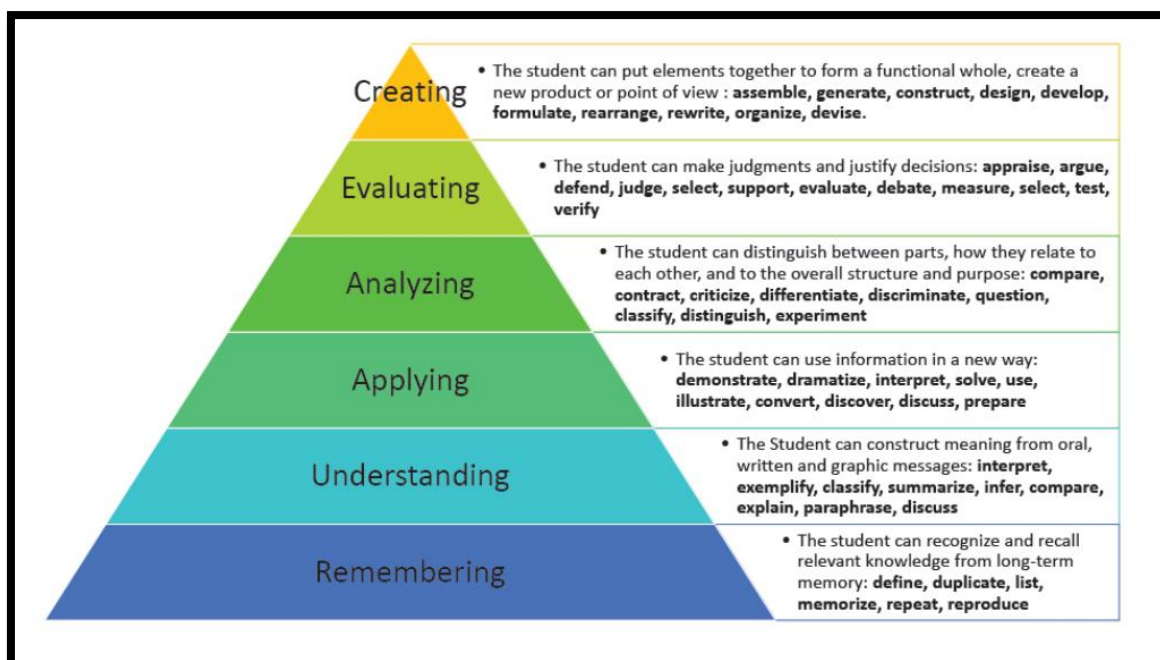 Creating
• The student can put elements together to form a functional whole, create a
new product or point of view : assemble, generate, construct, design, develop,
formulate, rearrange, rewrite, organize, devise.
Evaluating
• The student can make judgments and justify decisions: appraise, argue,
defend, judge, select, support, evaluate, debate, measure, select, test,
verify
Analyzing
• The student can distinguish between parts, how they relate to
each other, and to the overall structure and purpose: compare,
contract, criticize, differentiate, discriminate, question,
classify, distinguish, experiment
Applying
• The student can use information in a new way:
demonstrate, dramatize, interpret, solve, use,
illustrate, convert, discover, discuss, prepare
Understanding
• The Student can construct meaning from oral,
written and graphic messages: interpret,
exemplify, classify, summarize, infer, compare,
explain, paraphrase, discuss
Remembering
• The student can recognize and recall
relevant knowledge from long-term
memory: define, duplicate, list,
memorize, repeat, reproduce